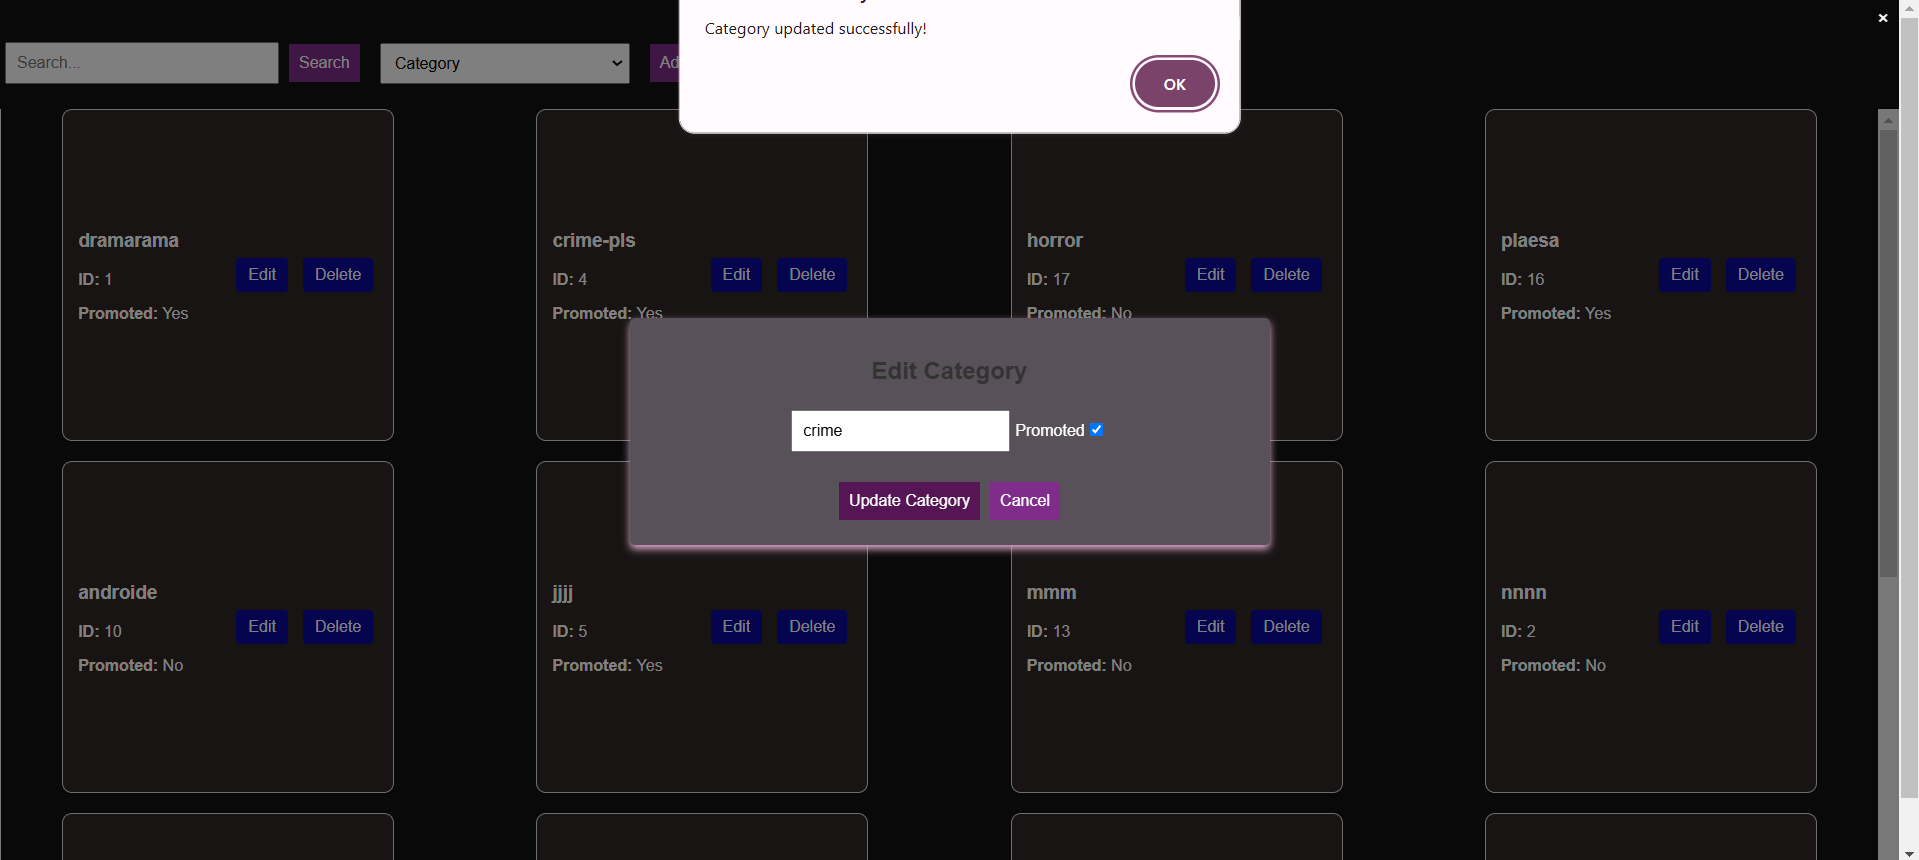 Category updated successfully!
OK
×
Search...
Search
Category
Ad
dramarama
ID: 1
Edit
Delete
Promoted: Yes
crime-pls
ID: 4
Edit
Delete
Promoted: Yes
horror
ID: 17
Edit
Delete
Promoted: No
plaesa
ID: 16
Edit
Delete
Promoted: Yes
Edit Category
crime
Promoted
Update Category
Cancel
androide
ID: 10
Edit
Delete
Promoted: No
jjjj
ID: 5
Edit
Delete
Promoted: Yes
mmm
ID: 13
Edit
Delete
Promoted: No
nnnn
ID: 2
Edit
Delete
Promoted: No